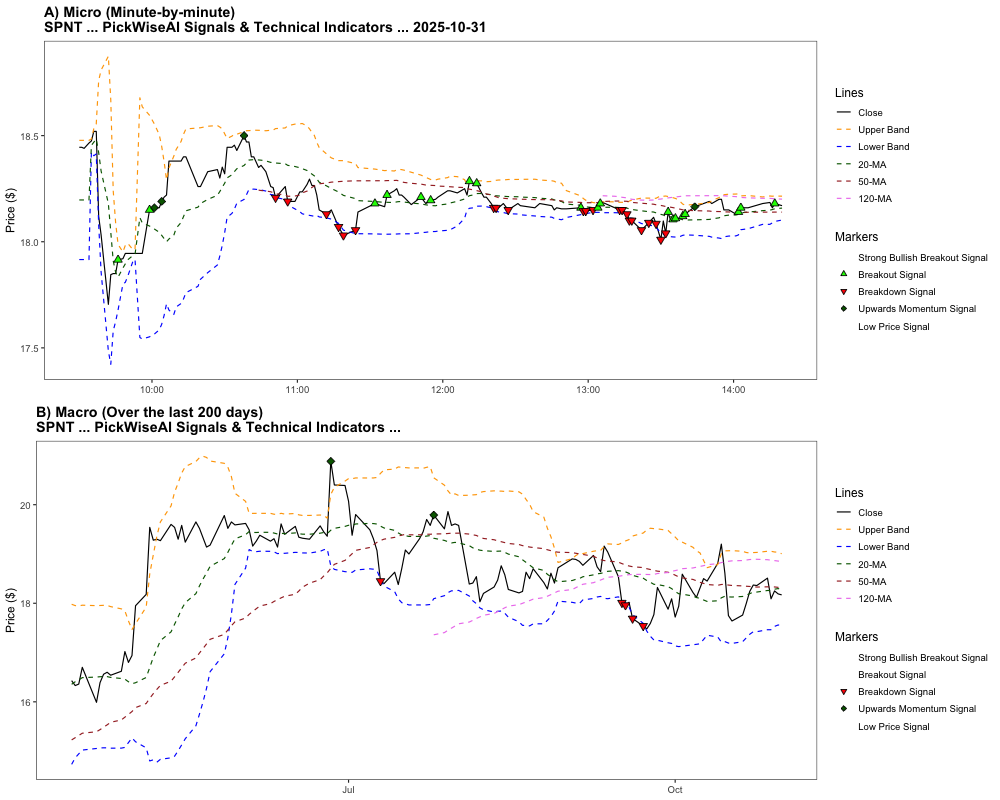 A) Micro (Minute-by-minute)
SPNT ... PickWiseAI Signals & Technical Indicators ... 2025-10-31
Price ($)
18.5
18.0
17.5
10:00
11:00
12:00
13:00
14:00
Lines
Close
Upper Band
Lower Band
20-MA
50-MA
120-MA
Markers
Strong Bullish Breakout Signal
Breakout Signal
Breakdown Signal
Upwards Momentum Signal
Low Price Signal
B) Macro (Over the last 200 days)
SPNT ... PickWiseAI Signals & Technical Indicators ...
Price ($)
20
18
16
Jul
Oct
Lines
Close
Upper Band
Lower Band
20-MA
50-MA
120-MA
Markers
Strong Bullish Breakout Signal
Breakout Signal
Breakdown Signal
Upwards Momentum Signal
Low Price Signal